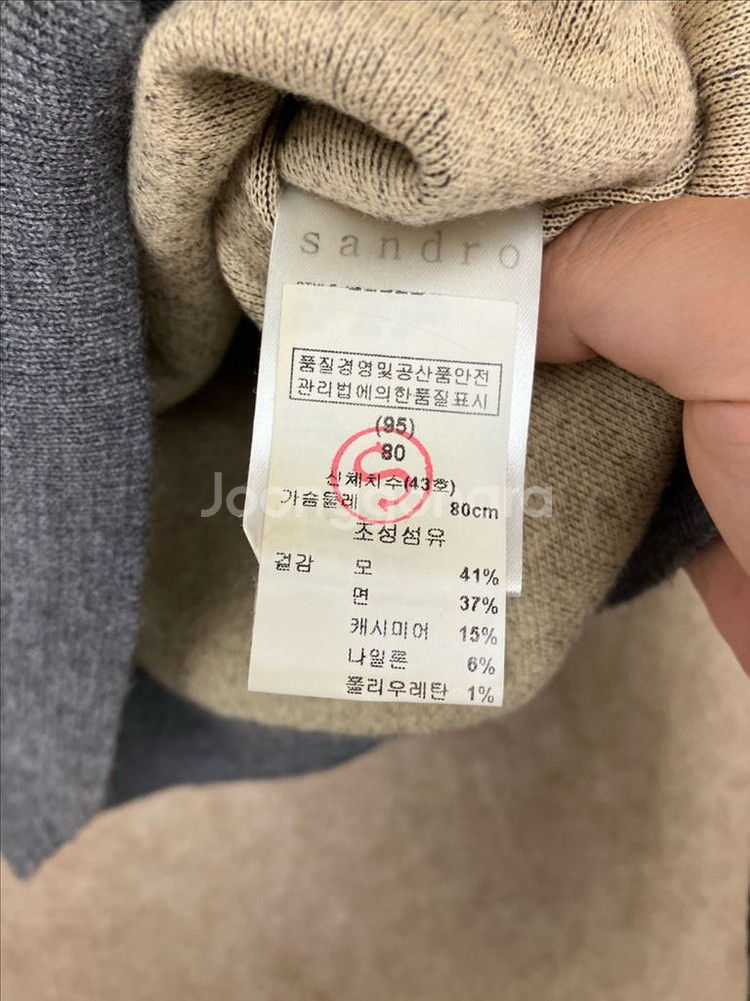 sandro
품질경영및공산품안전
관리법에의한품질표시
(95)
80
S
신체치수(43호)
가슴둘레 80cm
Joonggonara
조성섬유
겉감 모 41%
면 37%
캐시미어 15%
나일론 6%
폴리우레탄 1%